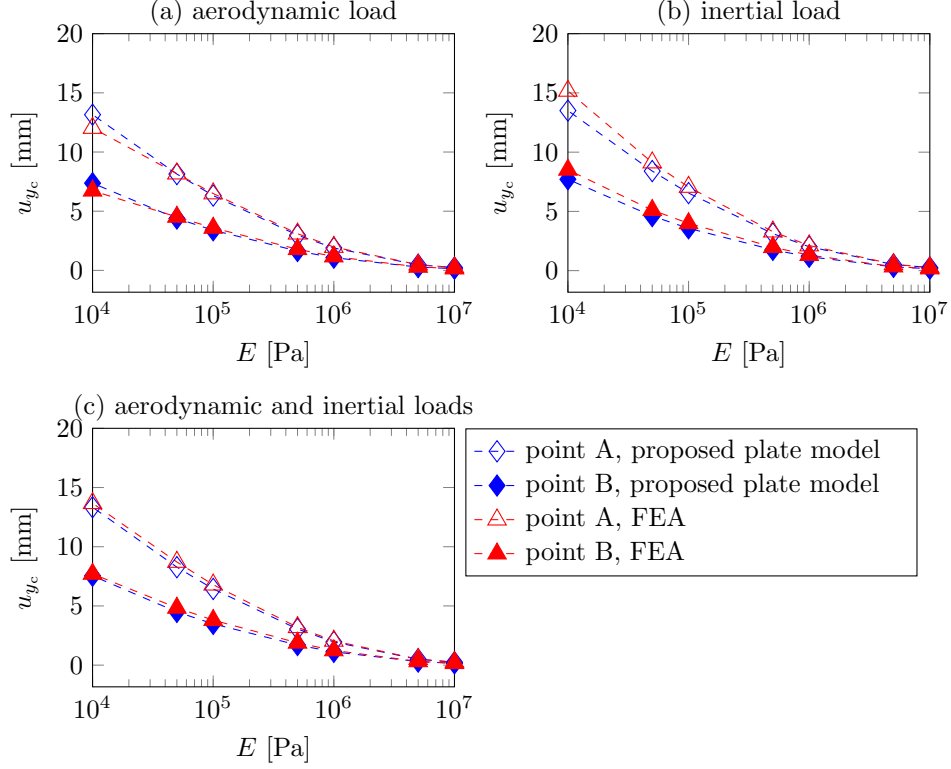 (a) aerodynamic load
20
15
10
5
0
u_{y_c} [mm]
10^4 10^5 10^6 10^7
E [Pa]
(b) inertial load
20
15
10
5
0
u_{y_c} [mm]
10^4 10^5 10^6 10^7
E [Pa]
(c) aerodynamic and inertial loads
20
15
10
5
0
u_{y_c} [mm]
10^4 10^5 10^6 10^7
E [Pa]
point A, proposed plate model
point B, proposed plate model
point A, FEA
point B, FEA